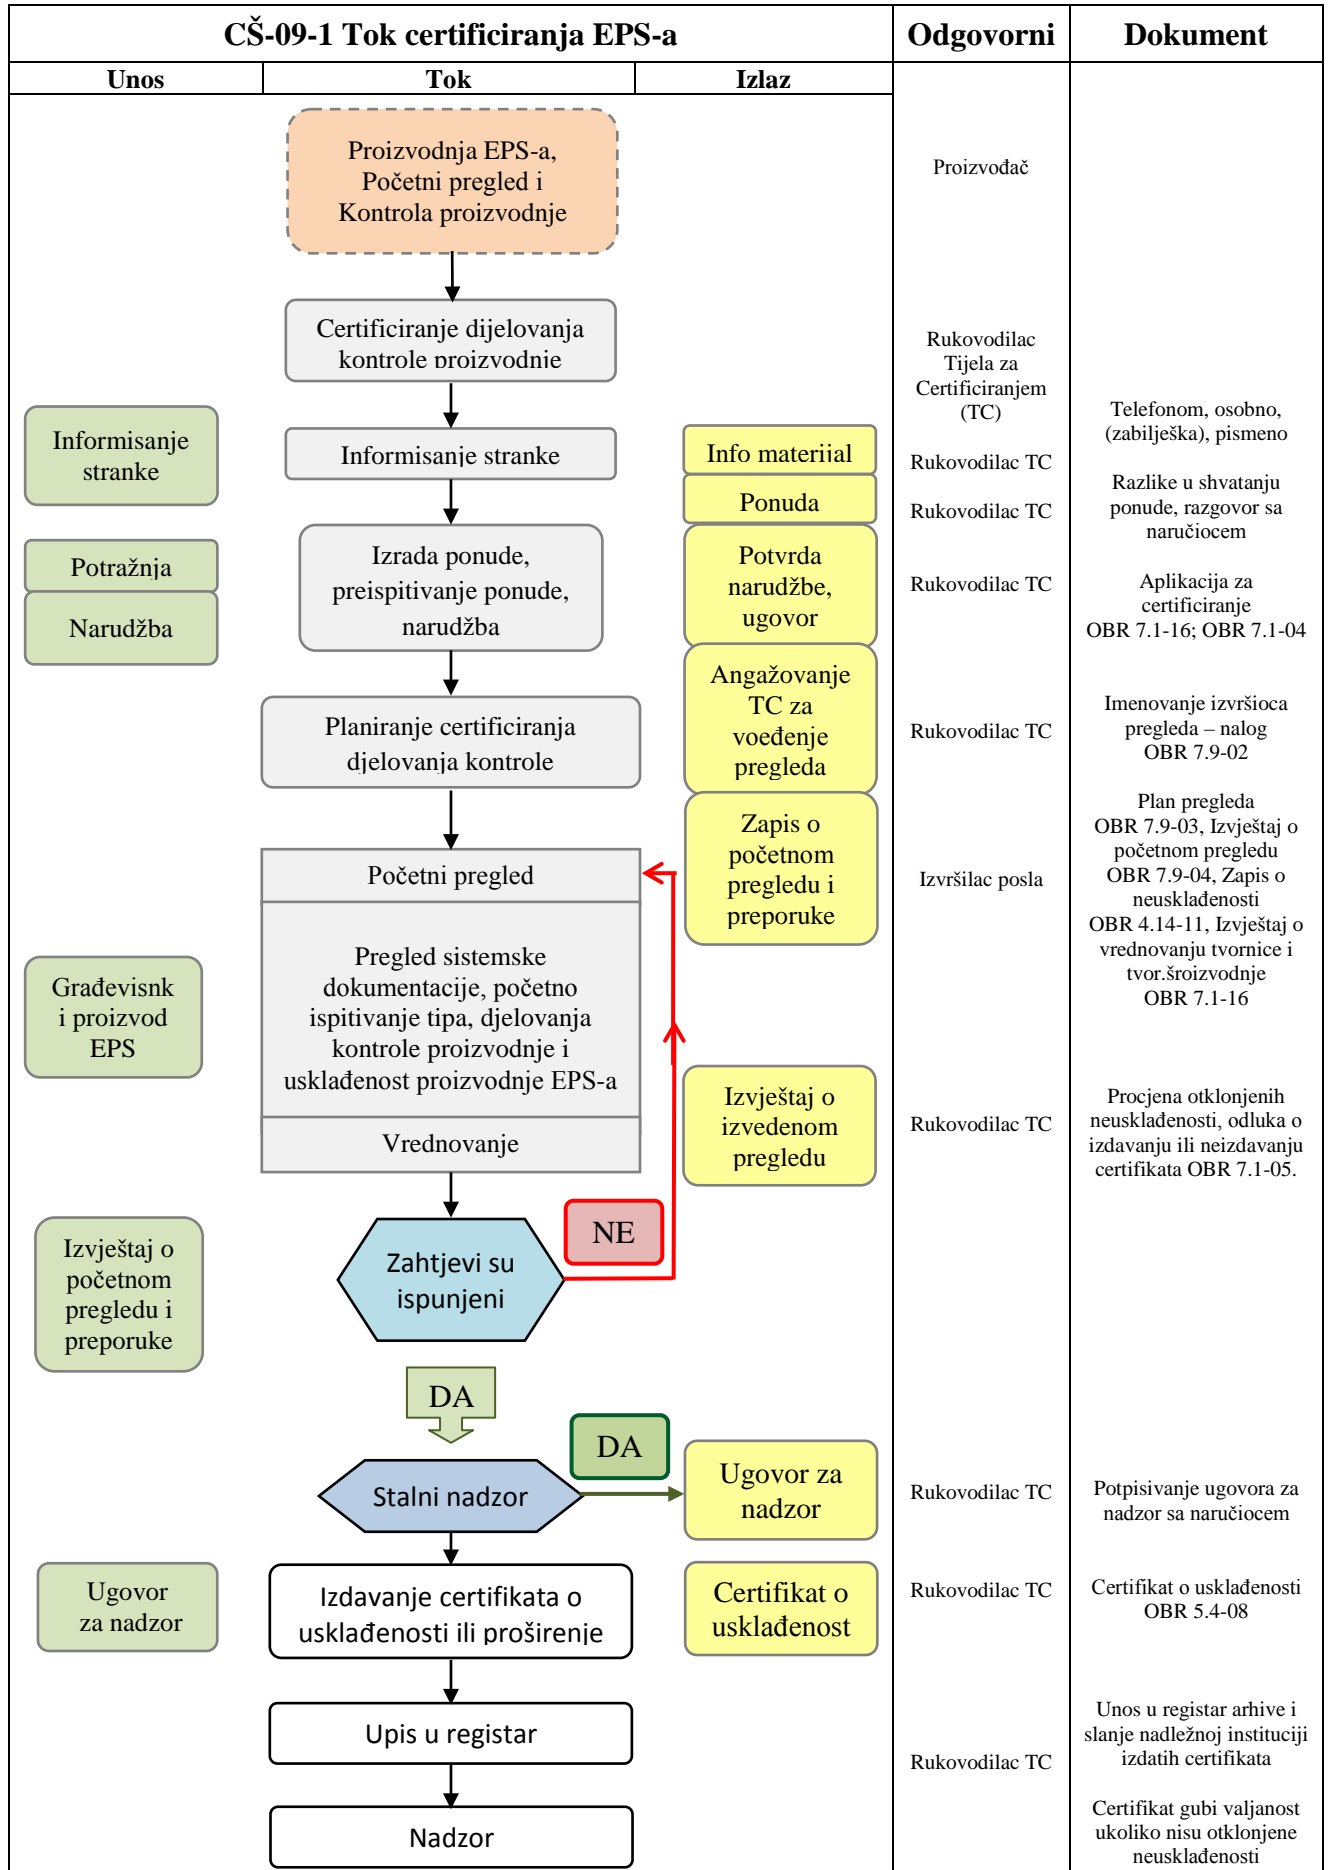 CŠ-09-1 Tok certificiranja EPS-a
Odgovorni
Dokument
Unos
Tok
Izlaz
Proizvodnja EPS-a,
Početni pregled i
Kontrola proizvodnje
Proizvođač
Certificiranje dijelovanja
kontrole proizvodnje
Rukovodilac
Tijela za
Certificiranjem
(TC)
Informisanje
stranke
Informisanje stranke
Info materijal
Rukovodilac TC
Telefonom, osobno,
(zabilješka), pismeno
Ponuda
Rukovodilac TC
Razlike u shvatanju
ponude, razgovor sa
naručiocem
Potražnja
Narudžba
Izrada ponude,
preispitivanje ponude,
narudžba
Potvrda
narudžbe,
ugovor
Rukovodilac TC
Aplikacija za
certificiranje
OBR 7.1-16; OBR 7.1-04
Planiranje certificiranja
djelovanja kontrole
Angažovanje
TC za
voeđenje
pregleda
Rukovodilac TC
Imenovanje izvršioca
pregleda – nalog
OBR 7.9-02
Početni pregled
Zapis o
početnom
pregledu i
preporuke
Izvršilac posla
Plan pregleda
OBR 7.9-03, Izvještaj o
početnom pregledu
OBR 7.9-04, Zapis o
neusklađenosti
OBR 4.14-11, Izvještaj o
vrednovanju tvornice i
tvor.šroizvodnje
OBR 7.1-16
Građevisnk
i proizvod
EPS
Pregled sistemske
dokumentacije, početno
ispitivanje tipa, djelovanja
kontrole proizvodnje i
usklađenost proizvodnje EPS-a
Vrednovanje
Izvještaj o
izvedenom
pregledu
Rukovodilac TC
Procjena otklonjenih
neusklađenosti, odluka o
izdavanju ili neizdavanju
certifikata OBR 7.1-05.
Izvještaj o
početnom
pregledu i
preporuke
Zahtjevi su
ispunjeni
NE
DA
DA
Stalni nadzor
Ugovor za
nadzor
Rukovodilac TC
Potpisivanje ugovora za
nadzor sa naručiocem
Ugovor
za nadzor
Izdavanje certifikata o
usklađenosti ili proširenje
Certifikat o
usklađenost
Rukovodilac TC
Certifikat o usklađenosti
OBR 5.4-08
Upis u registar
Rukovodilac TC
Unos u registar arhive i
slanje nadležnoj instituciji
izdatih certifikata
Nadzor
Certifikat gubi valjanost
ukoliko nisu otklonjene
neusklađenosti